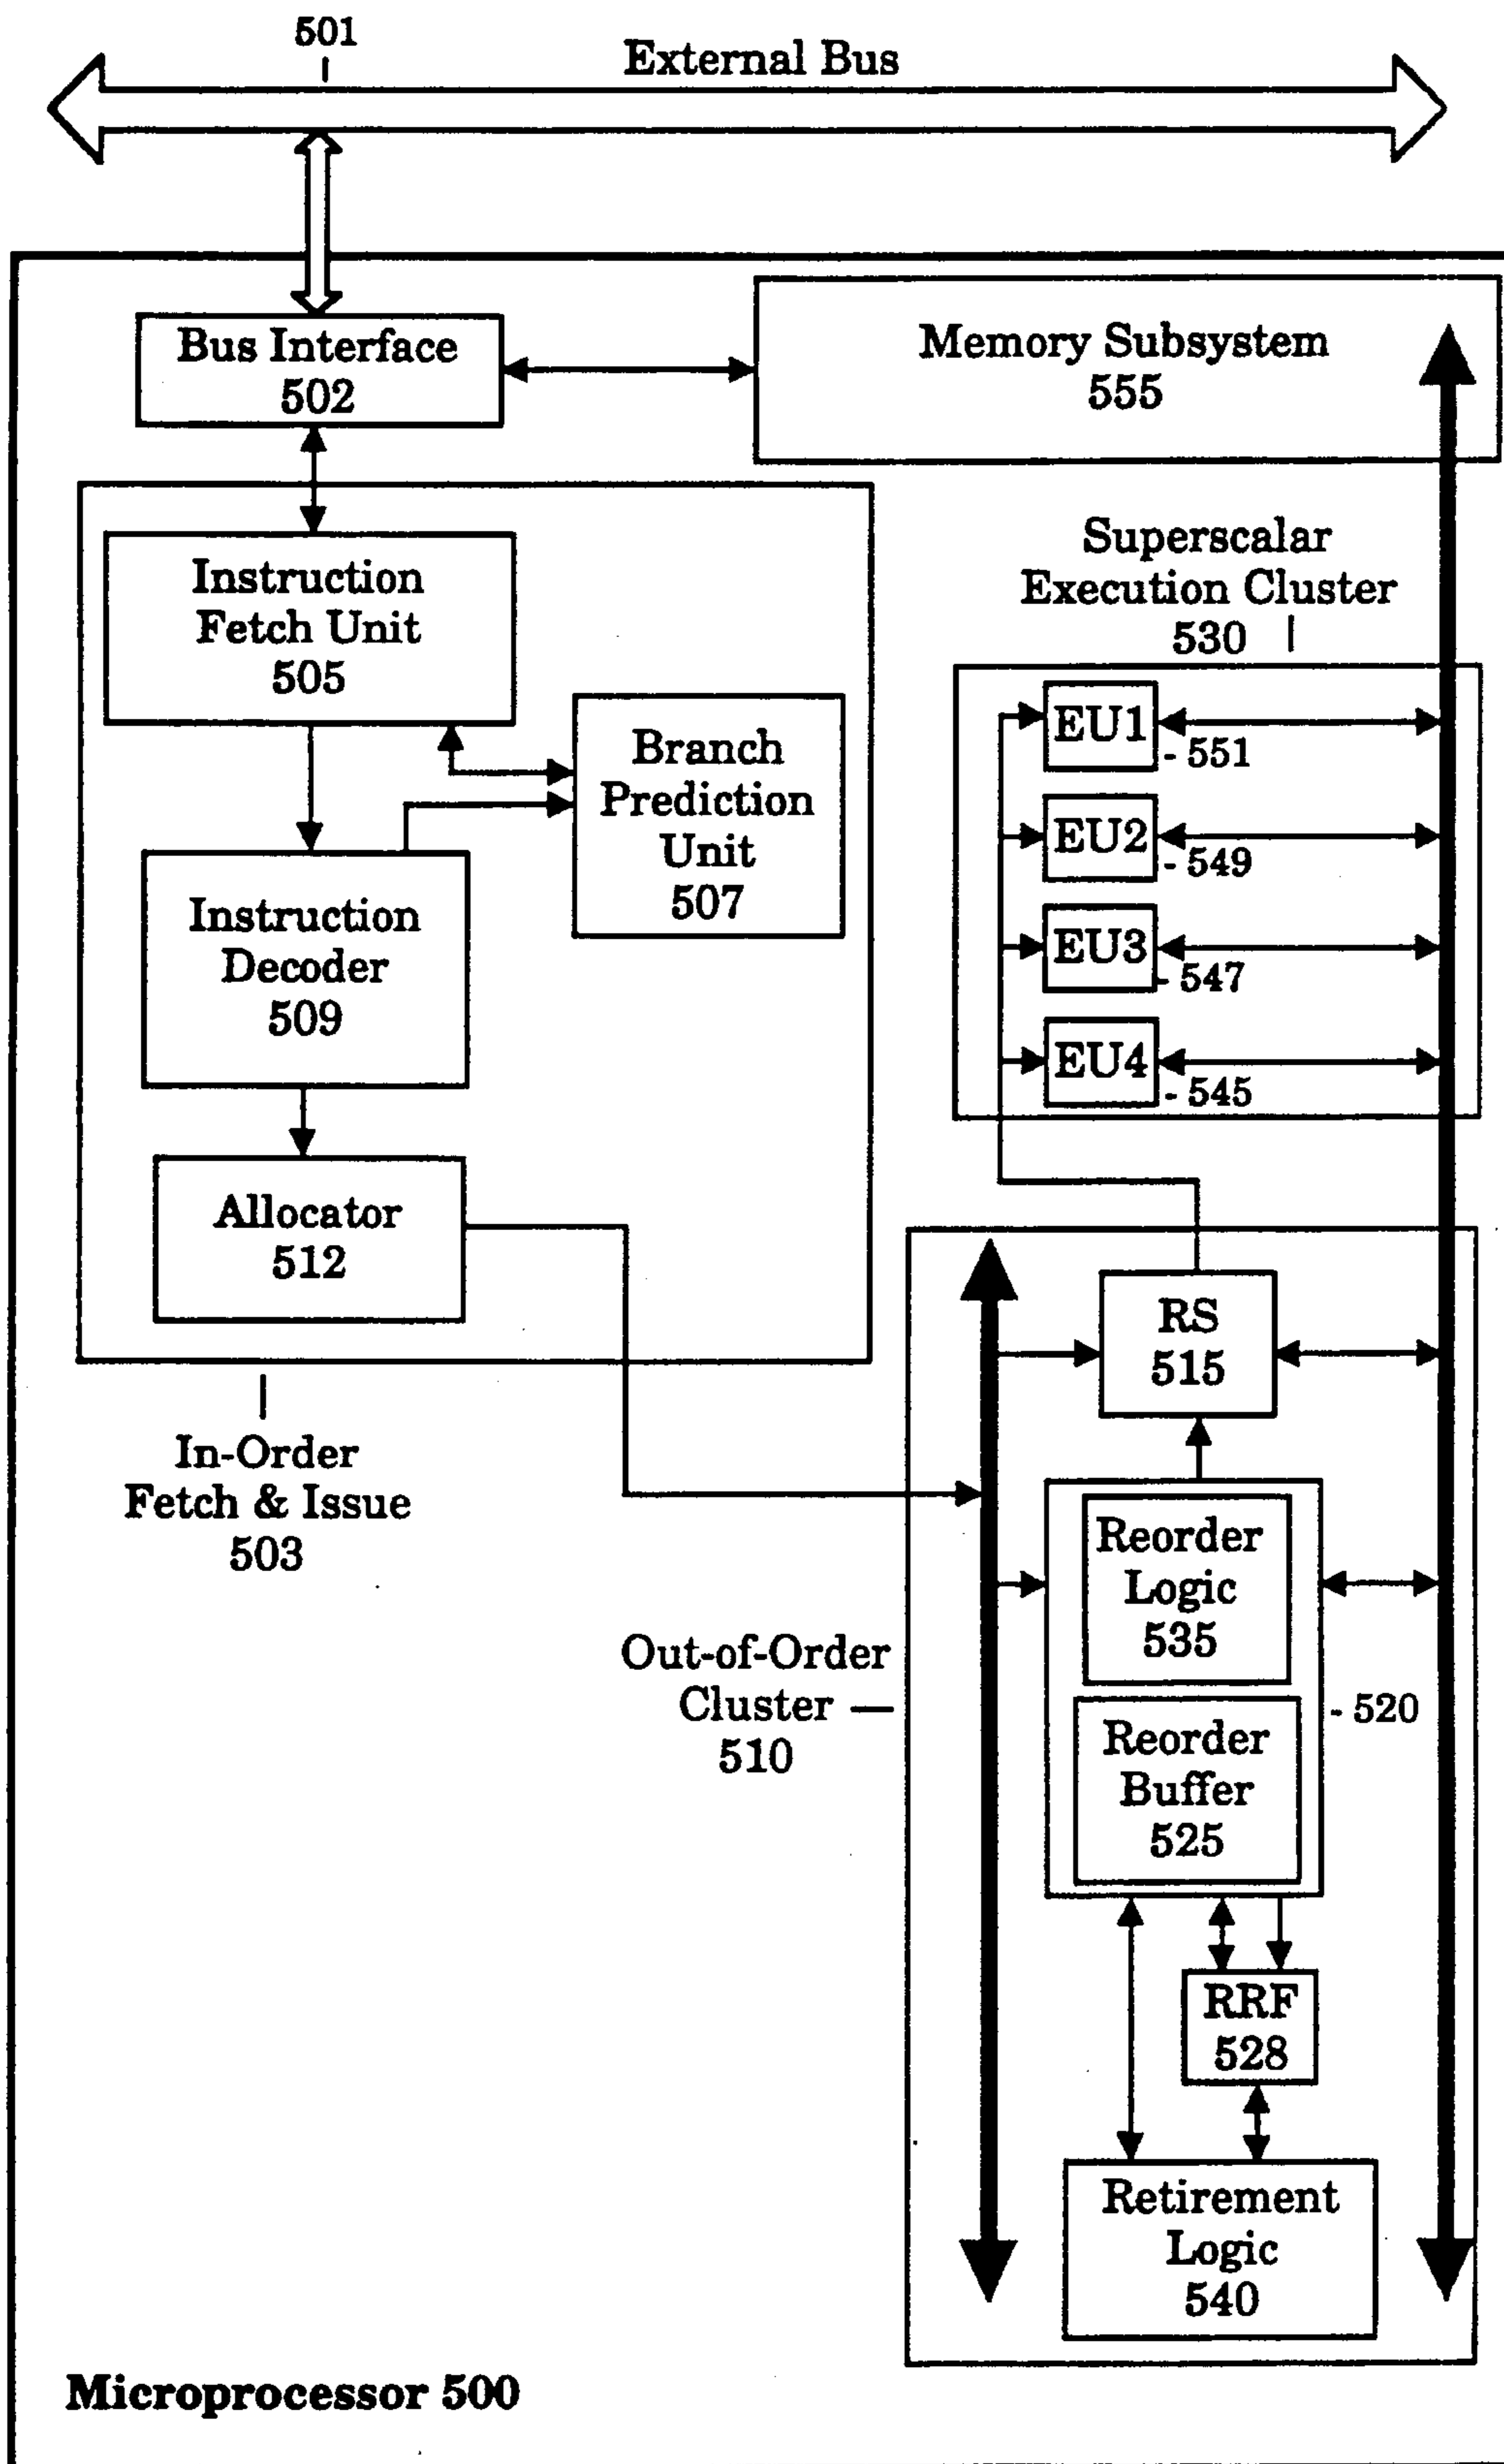 501
External Bus
Bus Interface
502
Memory Subsystem
555
Instruction
Fetch Unit
505
Branch
Prediction
Unit
507
Instruction
Decoder
509
Allocator
512
In-Order
Fetch & Issue
503
Superscalar
Execution Cluster
530
EU1
- 551
EU2
- 549
EU3
- 547
EU4
- 545
RS
515
Reorder
Logic
535
Out-of-Order
Cluster
510
- 520
Reorder
Buffer
525
RRF
528
Retirement
Logic
540
Microprocessor 500